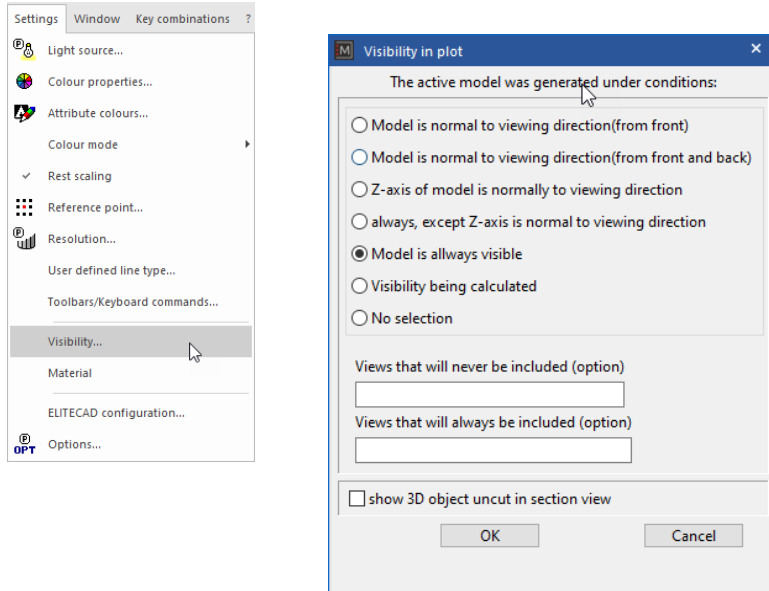 Settings Window Key combinations ?
P
Light source...
Colour properties...
Attribute colours...
Colour mode
Rest scaling
Reference point...
P
Resolution...
User defined line type...
Toolbars/Keyboard commands...
Visibility...
Material
ELITECAD configuration...
P
OPT Options...
M Visibility in plot ×
The active model was generated under conditions:
Model is normal to viewing direction(from front)
Model is normal to viewing direction(from front and back)
Z-axis of model is normally to viewing direction
always, except Z-axis is normal to viewing direction
Model is allways visible
Visibility being calculated
No selection
Views that will never be included (option)
Views that will always be included (option)
show 3D object uncut in section view
OK Cancel